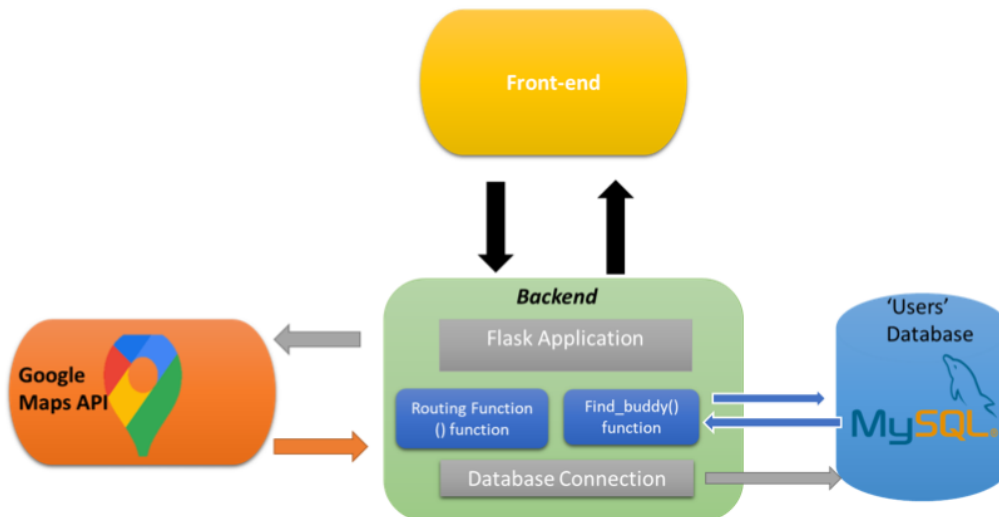 Front-end
Backend
Flask Application
Routing Function
() function
Find_buddy()
function
Database Connection
Google
Maps API
‘Users’
Database
MySQL®